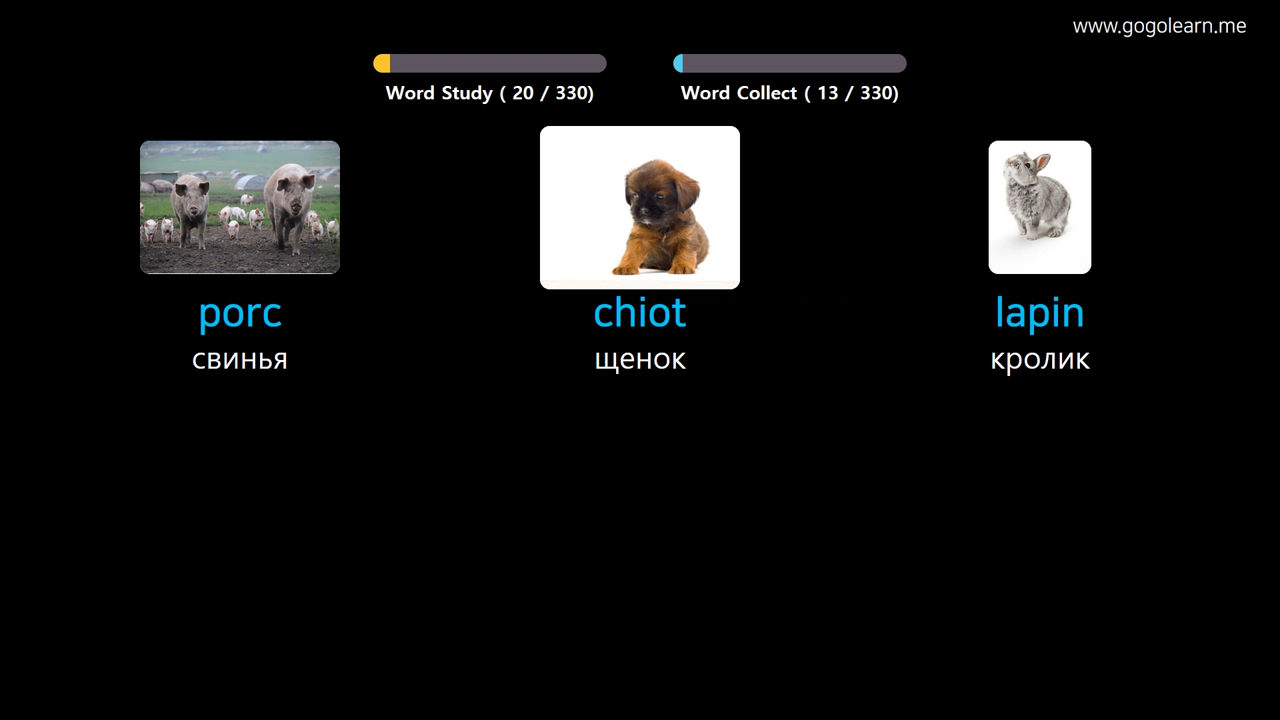 www.gogolearn.me
Word Study ( 20 / 330)
Word Collect ( 13 / 330)
porc
chiot
lapin
свинья
щенок
кролик